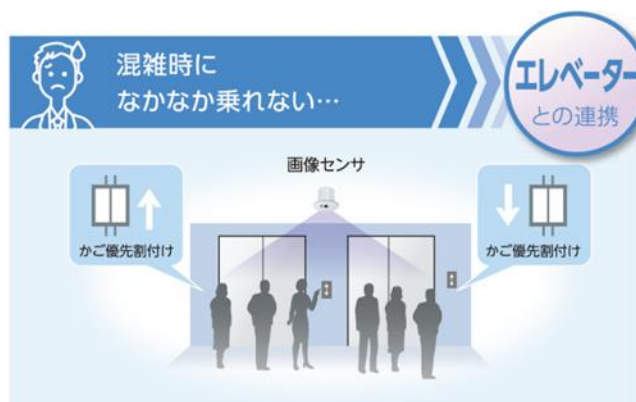 混雑時に
なかなか乗れない…
エレベーター
との連携
画像センサ
かご優先割付け
かご優先割付け